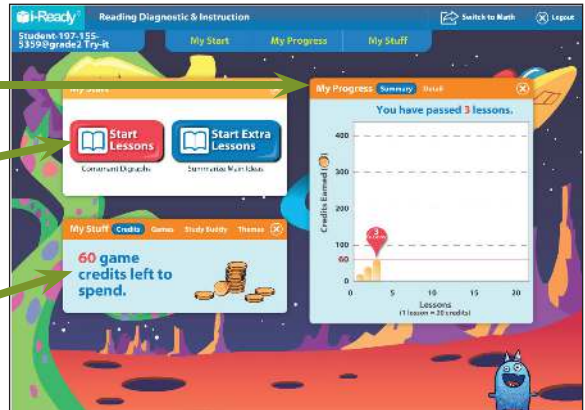 i-Ready
Reading Diagnostic & Instruction
Switch to Math
Logout
Student-197-155-
5359@grade2 Try-it
My Start
My Progress
My Stuff
My Start
Start
Lessons
Consonant Digraphs
Start Extra
Lessons
Summarize Main Ideas
My Stuff Credits Games Study Buddy Themes
60 game
credits left to
spend.
My Progress Summary Detail
You have passed 3 lessons.
Credits Earned
400
300
200
100
60
0
3
0 5 10 15 20
Lessons
(1 lesson = 20 credits)